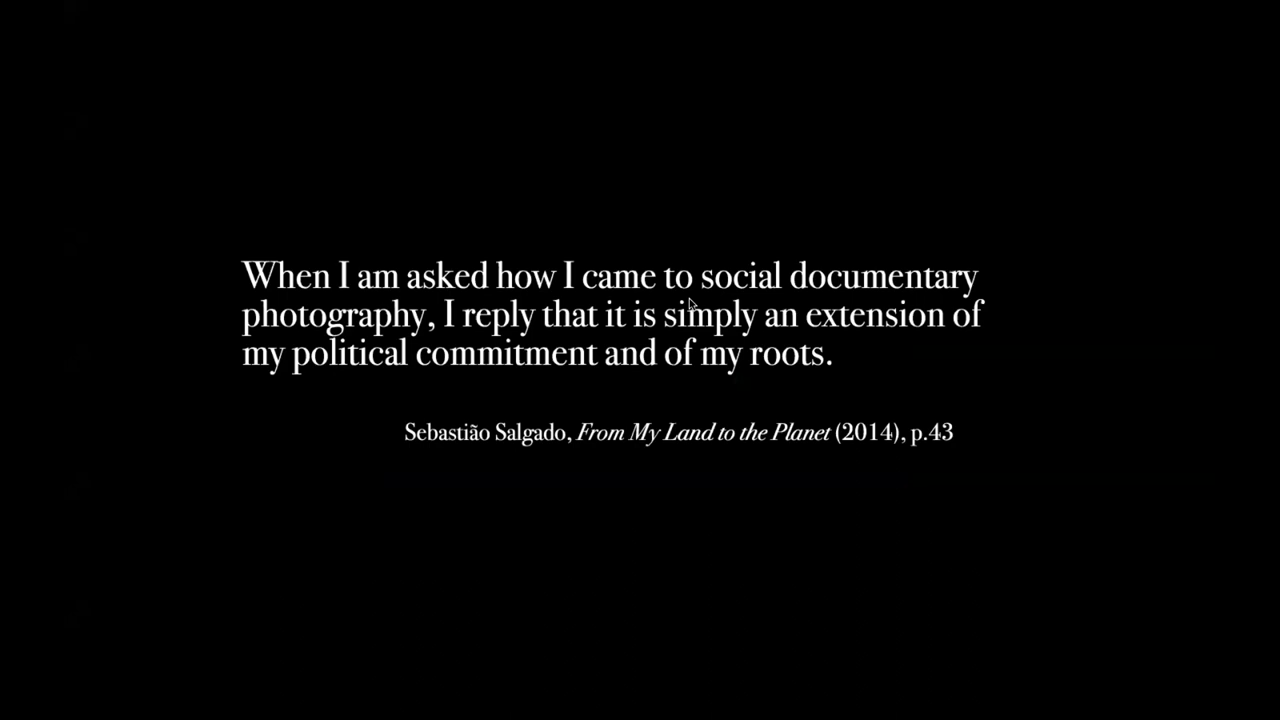 When I am asked how I came to social documentary
photography, I reply that it is simply an extension of
my political commitment and of my roots.
Sebastião Salgado, From My Land to the Planet (2014), p.43